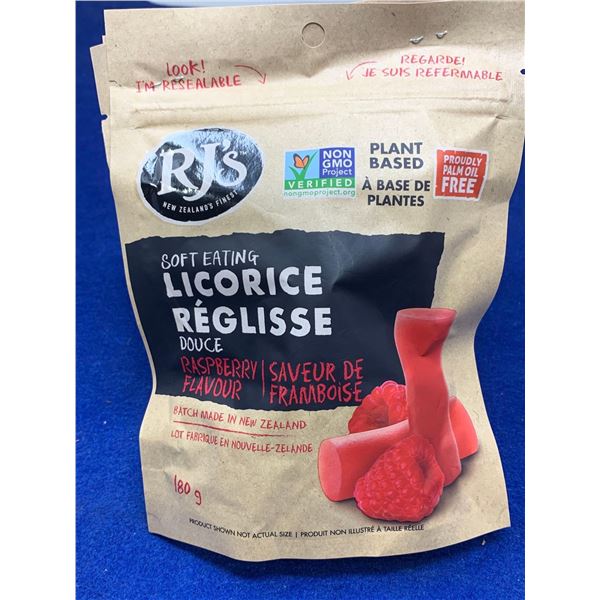 LOOK!
I'M RESEALABLE
REGARDE!
JE SUIS REFERMABLE
RJ's
NEW ZEALAND'S FINEST
NON
GMO
Project
VERIFIED
nongmoproject.org
PLANT
BASED
À BASE DE
PLANTES
PROUDLY
PALM OIL
FREE
SOFT EATING
LICORICE
RÉGLISSE
DOUCE
RASPBERRY
FLAVOUR
SAVEUR DE
FRAMBOISE
BATCH MADE IN NEW ZEALAND
LOT FABRIQUE EN NOUVELLE-ZELANDE
180 g
PRODUCT SHOWN NOT ACTUAL SIZE | PRODUIT NON ILLUSTRÉ À TAILLE RÉELLE